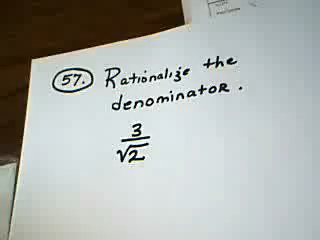 57. Rationalize the
denominator.
3
√2